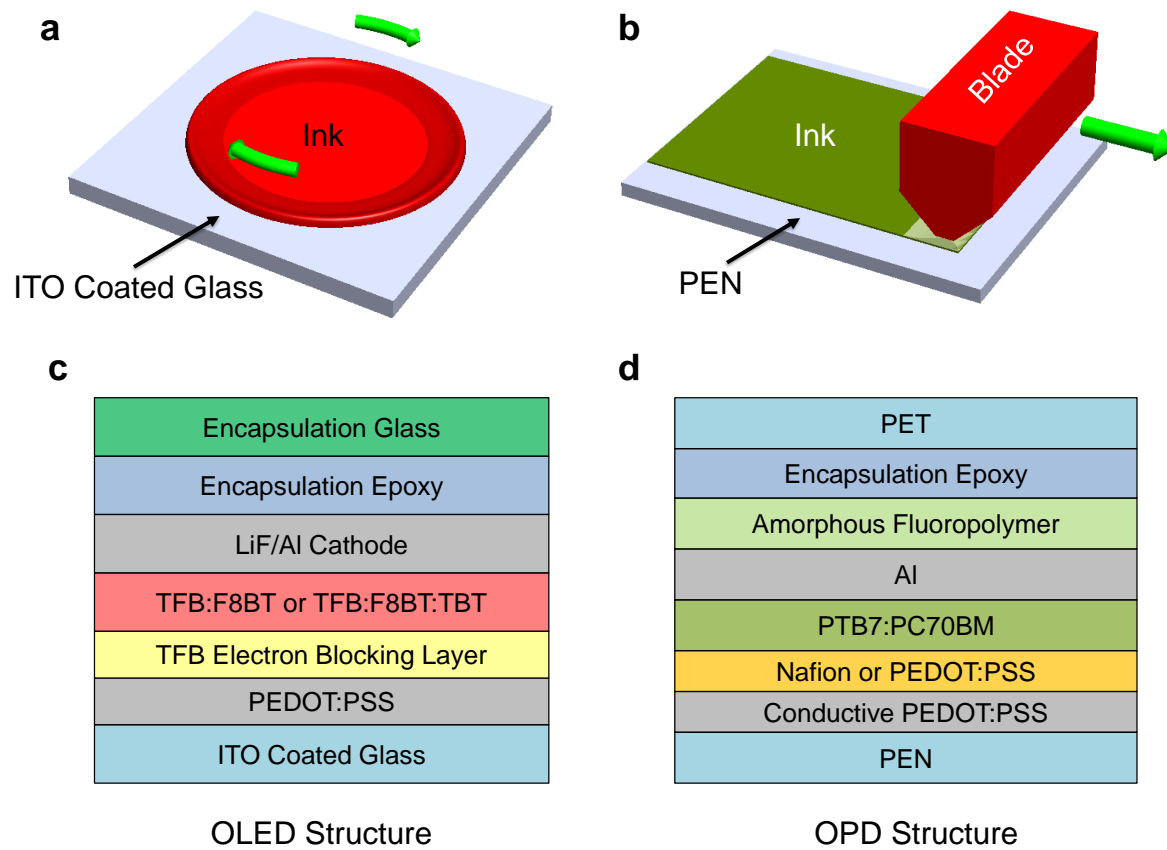 a
Ink
ITO Coated Glass
b
Blade
Ink
PEN
c
Encapsulation Glass
Encapsulation Epoxy
LiF/Al Cathode
TFB:F8BT or TFB:F8BT:TBT
TFB Electron Blocking Layer
PEDOT:PSS
ITO Coated Glass
OLED Structure
d
PET
Encapsulation Epoxy
Amorphous Fluoropolymer
Al
PTB7:PC70BM
Nafion or PEDOT:PSS
Conductive PEDOT:PSS
PEN
OPD Structure